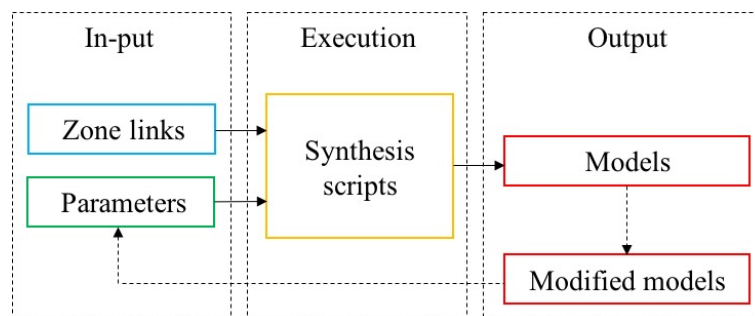 In-put
Execution
Output
Zone links
Parameters
Synthesis
scripts
Models
Modified models